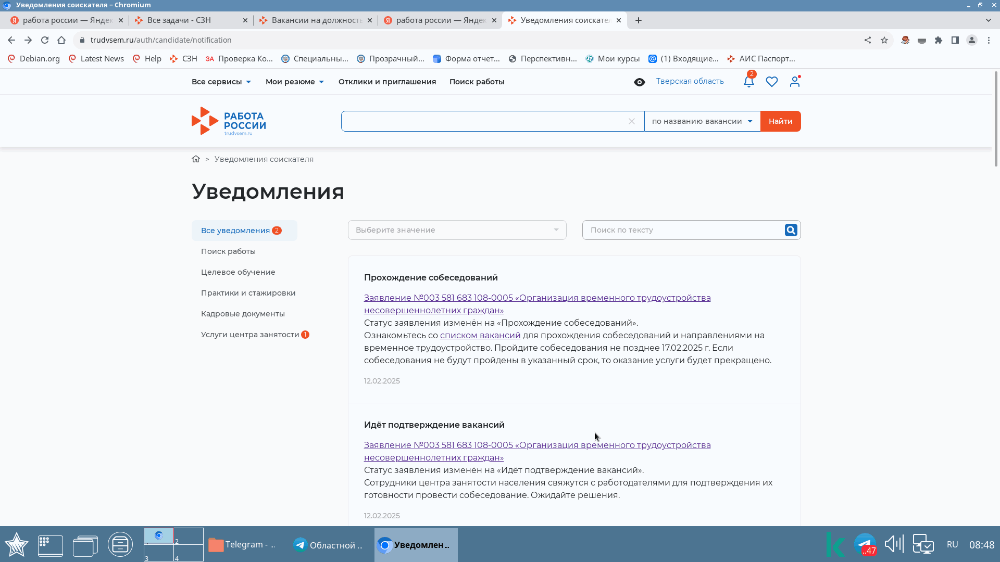 Уведомления соискателя – Chromium
работа россии — Яндек
Все задачи - СЗН
Вакансии на должность
работа россии — Яндек
Уведомления соискател
trudvsem.ru/auth/candidate/notification
Debian.org
Latest News
Help
СЗН
ЗА Проверка Ко...
Специальны...
Прозрачный...
Форма отчет...
Перспективн...
Мои курсы
(1) Входящие...
АИС Паспорт...
Все сервисы
Мои резюме
Отклики и приглашения
Поиск работы
Тверская область
2
РАБОТА
РОССИИ
trudvsem.ru
по названию вакансии
Найти
> Уведомления соискателя
Уведомления
Все уведомления 2
Поиск работы
Целевое обучение
Практики и стажировки
Кадровые документы
Услуги центра занятости 1
Выберите значение
Поиск по тексту
Прохождение собеседований
Заявление №003 581 683 108-0005 «Организация временного трудоустройства
несовершеннолетних граждан»
Статус заявления изменён на «Прохождение собеседований».
Ознакомьтесь со списком вакансий для прохождения собеседований и направлениями на
временное трудоустройство. Пройдите собеседования не позднее 17.02.2025 г. Если
собеседования не будут пройдены в указанный срок, то оказание услуги будет прекращено.
12.02.2025
Идёт подтверждение вакансий
Заявление №003 581 683 108-0005 «Организация временного трудоустройства
несовершеннолетних граждан»
Статус заявления изменён на «Идёт подтверждение вакансий».
Сотрудники центра занятости населения свяжутся с работодателями для подтверждения их
готовности провести собеседование. Ожидайте решения.
12.02.2025
2
3
4
Telegram - ...
Областной ...
Уведомлен...
..47
RU
08:48